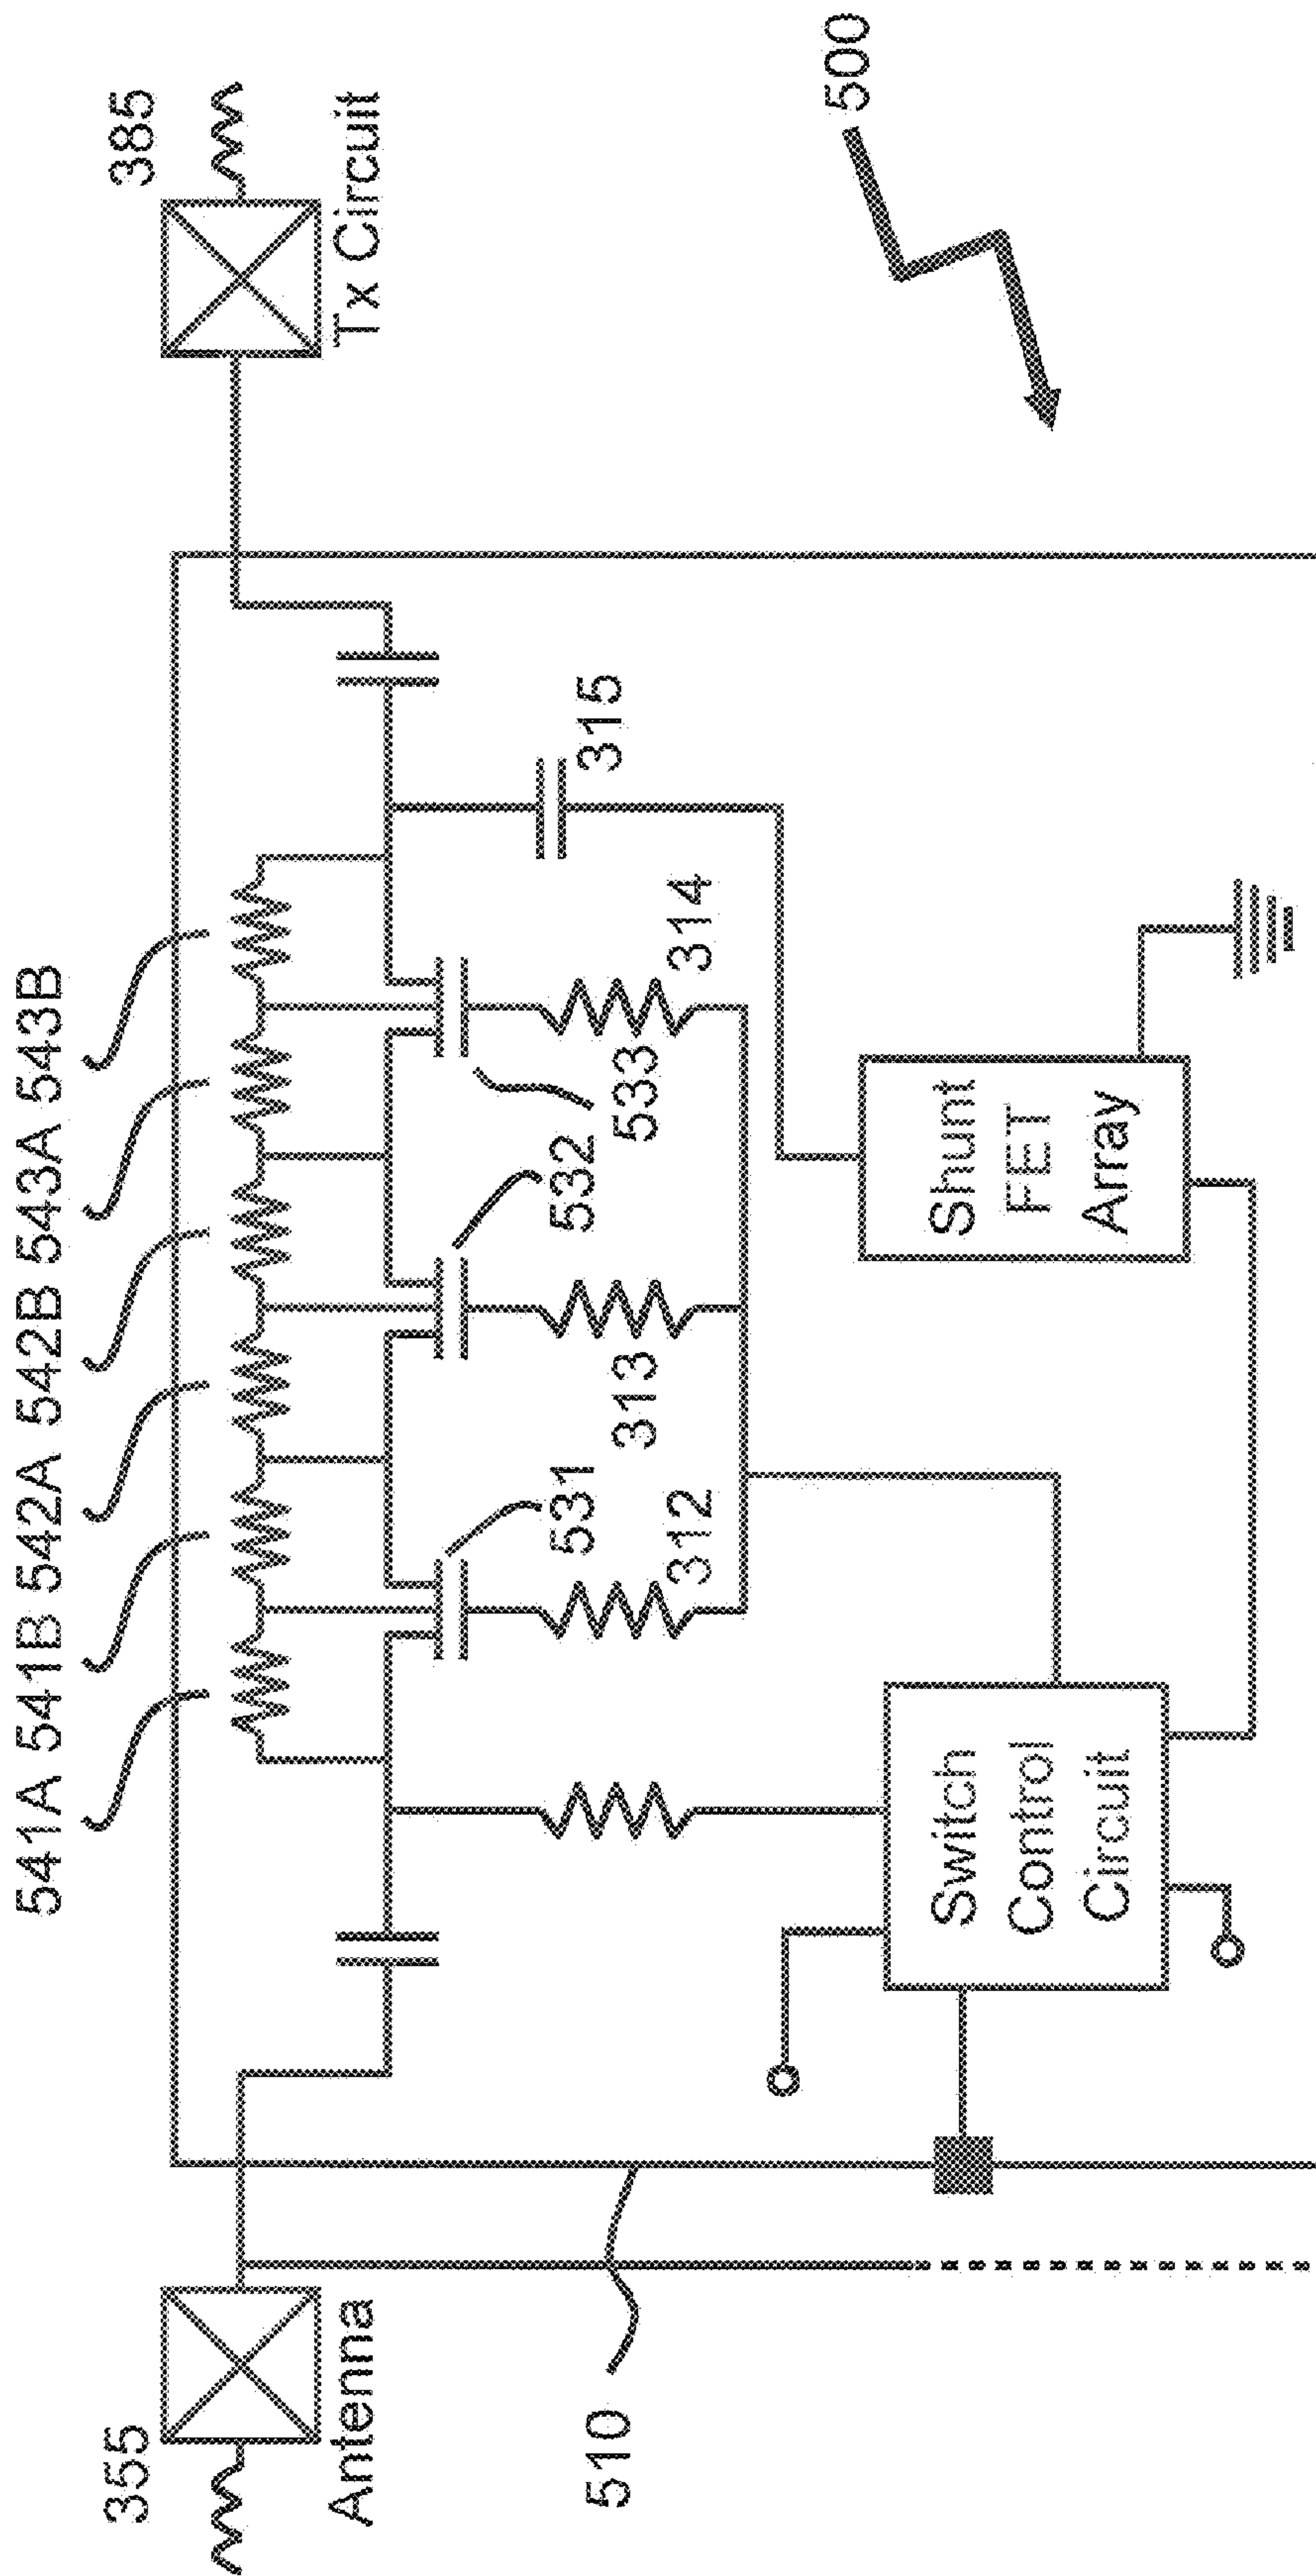 541A 541B 542A 542B 543A 543B
355
Antenna
385
Tx Circuit
510
531
532
533
312
313
314
315
Switch
Control
Circuit
Shunt
FET
Array
500